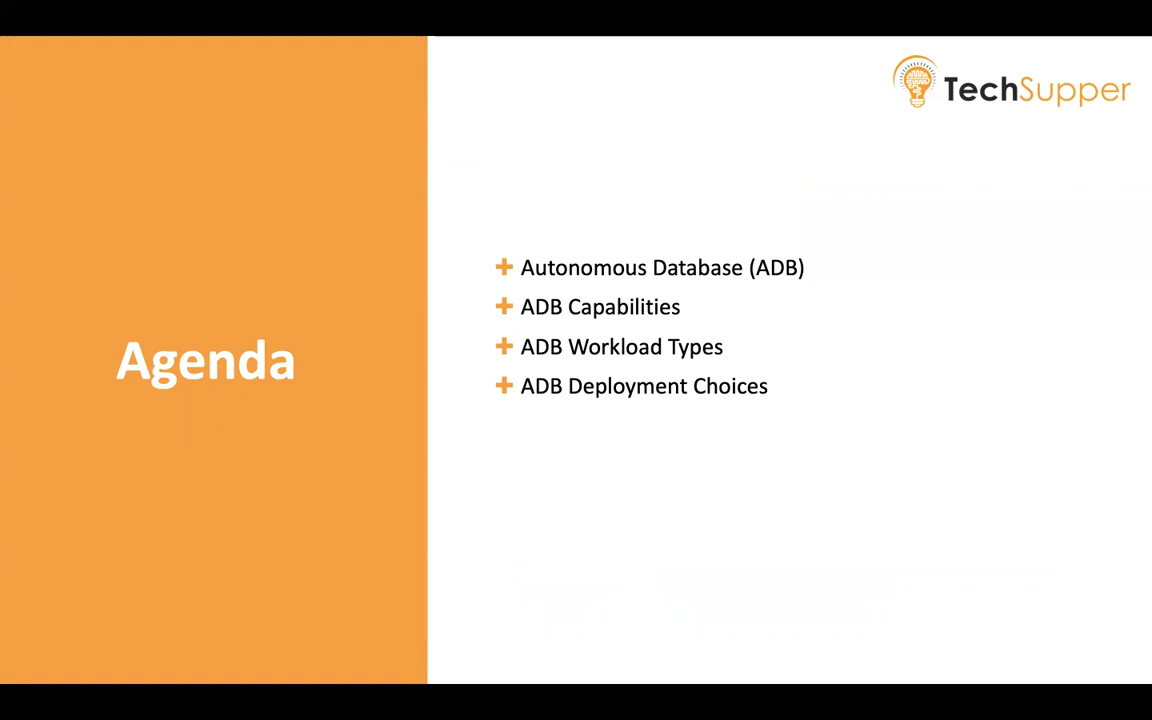 TechSupper
Agenda
Autonomous Database (ADB)
ADB Capabilities
ADB Workload Types
ADB Deployment Choices